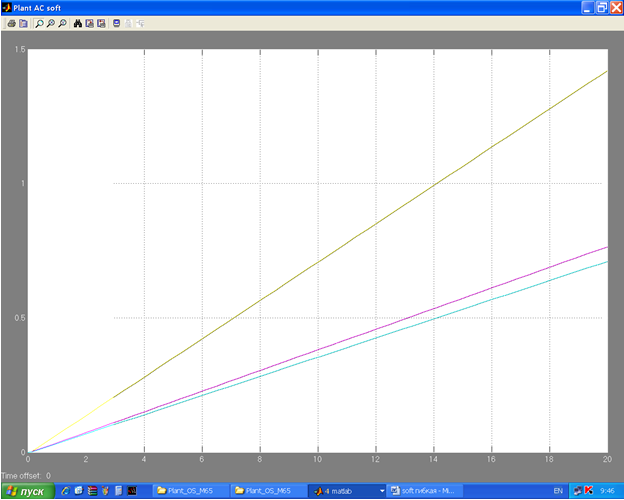 Plant AC soft
1.5
1
0.5
0
0 2 4 6 8 10 12 14 16 18 20
Time offset: 0
пуск Plant_OS_M65 Plant_OS_M65 4 matlab soft гибкая - Mi... EN 9:46